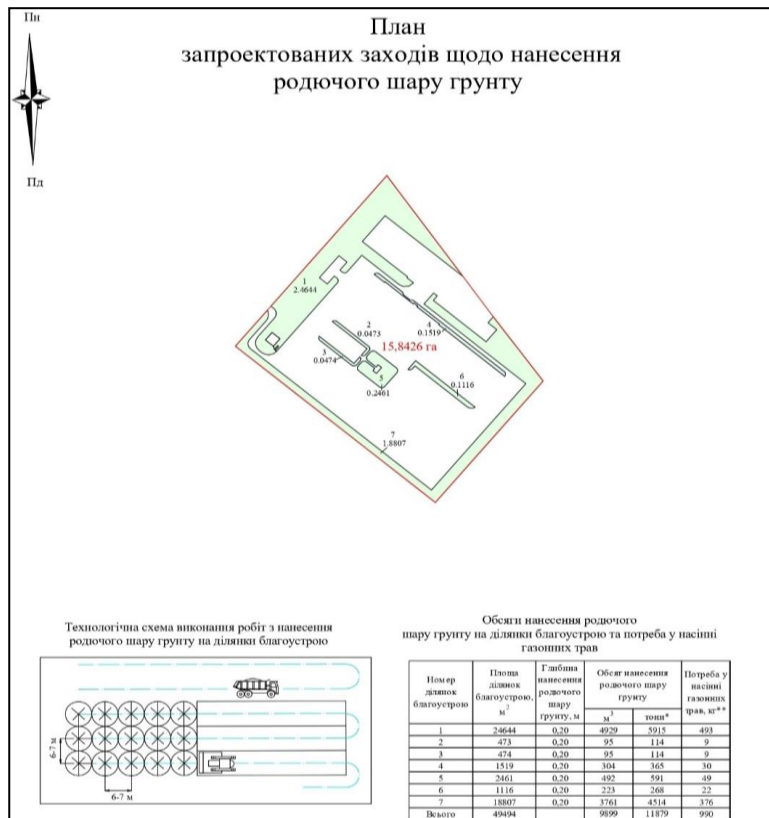 Пн
План
запроектованих заходів щодо нанесення
родючого шару грунту
Пд
1
2.4644
2
0.0473
4
0.1519
15,8426 га
3
0.0474
5
0.2461
6
0.1116
7
1.8807
Технологічна схема виконання робіт з нанесення
родючого шару грунту на ділянки благоустрою
6-7 м
6-7 м
Обсяги нанесення родючого
шару грунту на ділянки благоустрою та потреба у насінні
газонних трав
Номер ділянок благоустрою | Площа ділянок благоустрою, м² | Глибина нанесення родючого шару грунту, м | Обсяг нанесення родючого шару грунту | Потреба у насінні газонних трав, кг**
м³ | тонн*
1 | 24644 | 0,20 | 4929 | 5915 | 493
2 | 473 | 0,20 | 95 | 114 | 9
3 | 474 | 0,20 | 95 | 114 | 9
4 | 1519 | 0,20 | 304 | 365 | 30
5 | 2461 | 0,20 | 492 | 591 | 49
6 | 1116 | 0,20 | 223 | 268 | 22
7 | 18807 | 0,20 | 3761 | 4514 | 376
Всього | 49494 | | 9899 | 11879 | 990